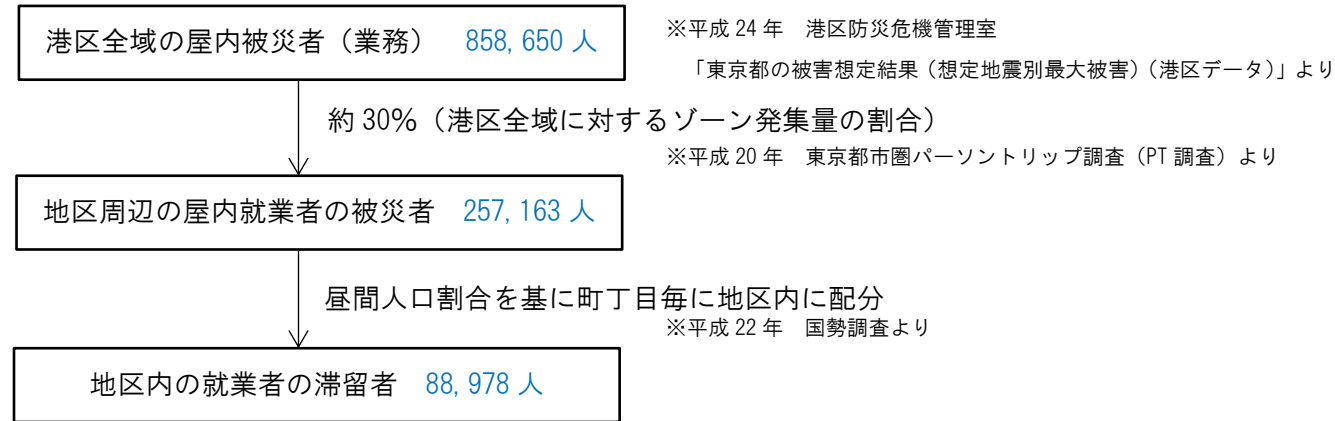 港区全域の屋内被災者（業務） 858,650 人
※平成 24 年 港区防災危機管理室
「東京都の被害想定結果（想定地震別最大被害）（港区データ）」より
約 30％（港区全域に対するゾーン発集量の割合）
※平成 20 年 東京都市圏パーソントリップ調査（PT 調査）より
地区周辺の屋内就業者の被災者 257,163 人
昼間人口割合を基に町丁目毎に地区内に配分
※平成 22 年 国勢調査より
地区内の就業者の滞留者 88,978 人